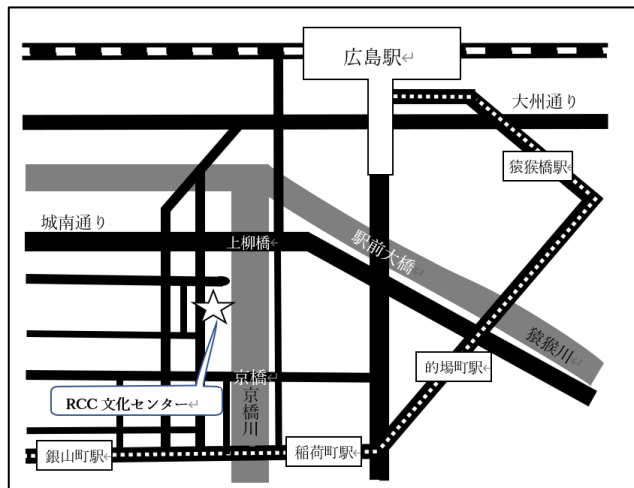 広島駅
大州通り
猿猴橋駅
城南通り
上柳橋
駅前大橋
猿猴川
的場町駅
京橋
RCC 文化センター
京橋川
銀山町駅
稲荷町駅